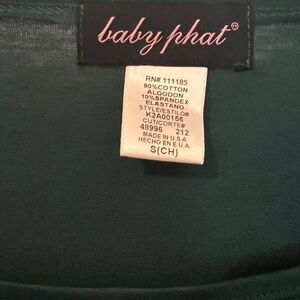 baby phat®
RN# 111185
90%COTTON
ALGODON
10%SPANDEX
ELASTANO
STYLE/ESTILO#
K2A00156
CUT/CORTE#
48996 212
MADE IN U.S.A.
HECHO EN E.U.A.
S(CH)